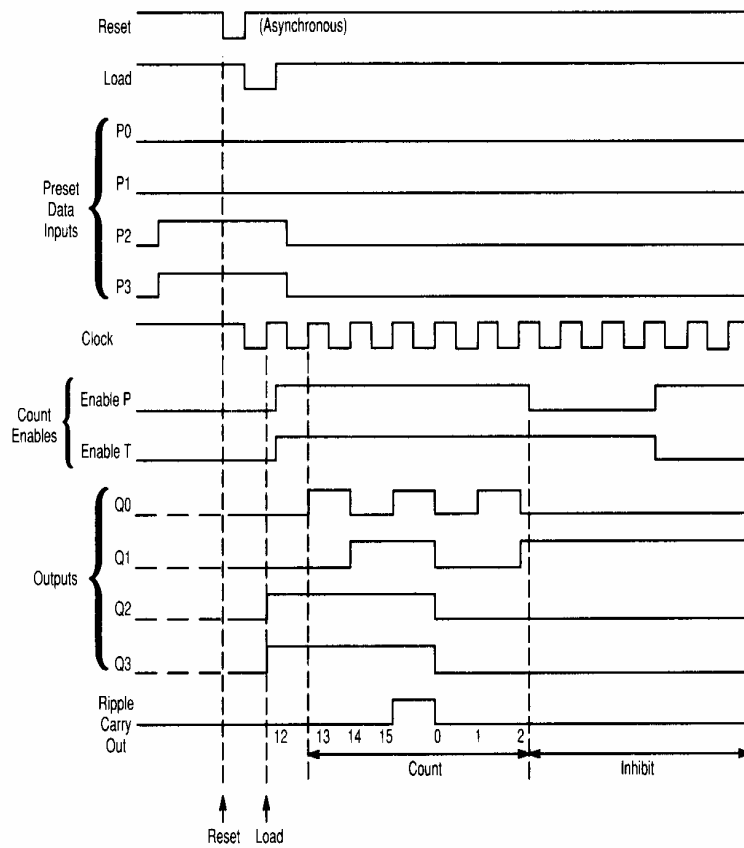 Reset
(Asynchronous)
Load
P0
P1
Preset
Data
Inputs
P2
P3
Clock
Enable P
Count
Enables
Enable T
Q0
Q1
Outputs
Q2
Q3
Ripple
Carry
Out
12 13 14 15 0 1 2
Count
Inhibit
Reset Load